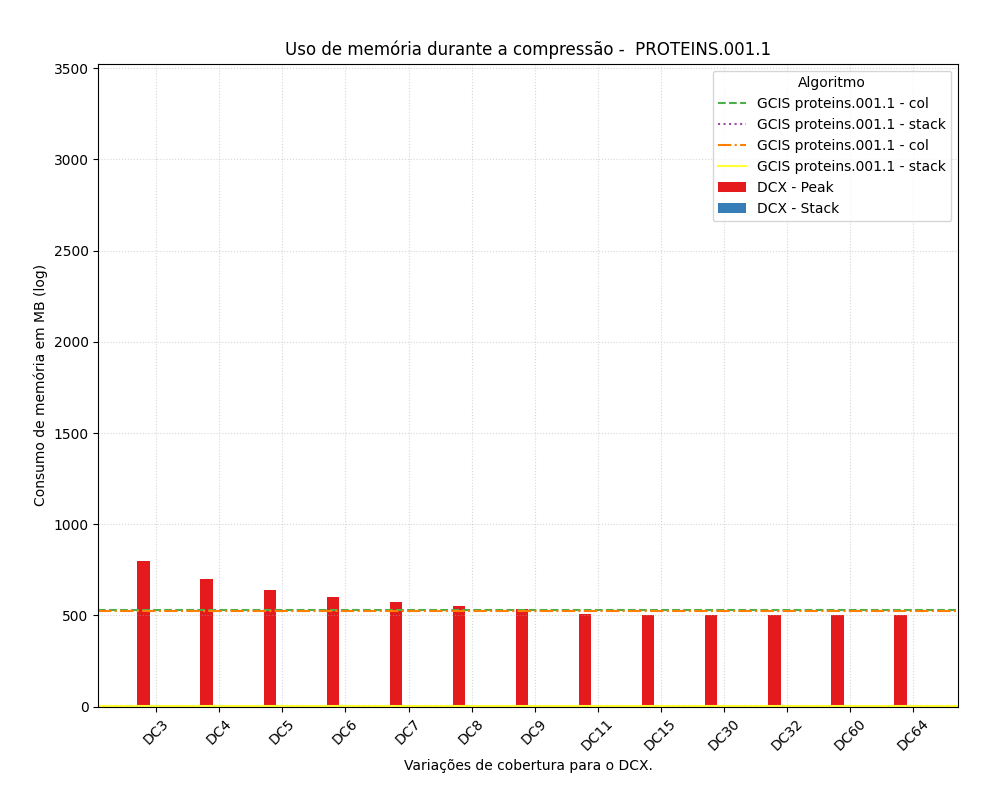 Uso de memória durante a compressão -  PROTEINS.001.1
Consumo de memória em MB (log)
3500
3000
2500
2000
1500
1000
500
0
Algoritmo
GCIS proteins.001.1 - col
GCIS proteins.001.1 - stack
GCIS proteins.001.1 - col
GCIS proteins.001.1 - stack
DCX - Peak
DCX - Stack
DC3
DC4
DC5
DC6
DC7
DC8
DC9
DC11
DC15
DC30
DC32
DC60
DC64
Variações de cobertura para o DCX.